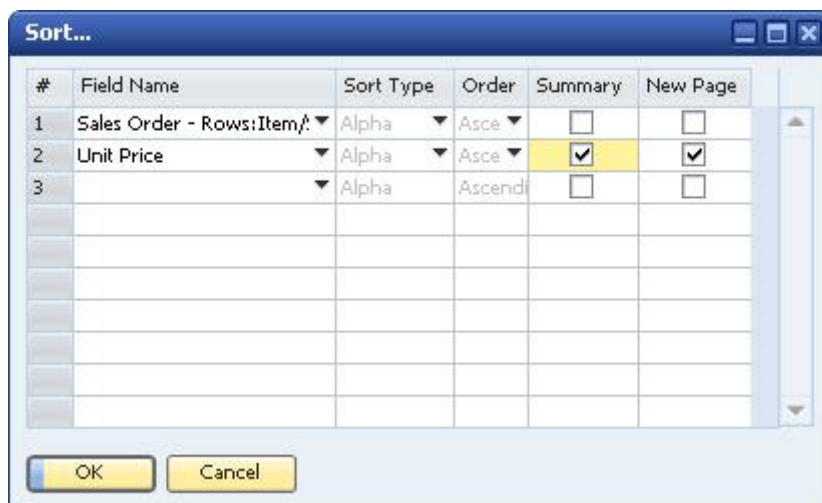 Sort...
# Field Name Sort Type Order Summary New Page
1 Sales Order - Rows:Item/ Alpha Asce
2 Unit Price Alpha Asce
3 Alpha Ascendi
OK Cancel